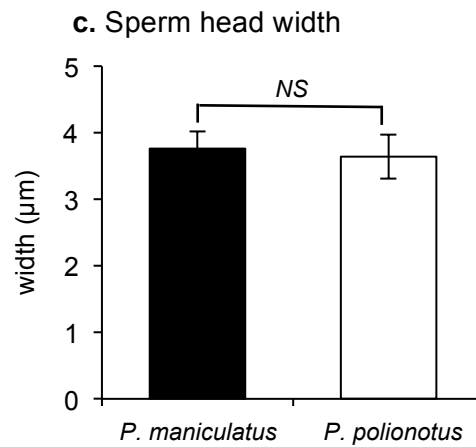 c. Sperm head width
NS
5
4
3
2
1
0
width (µm)
P. maniculatus P. polionotus